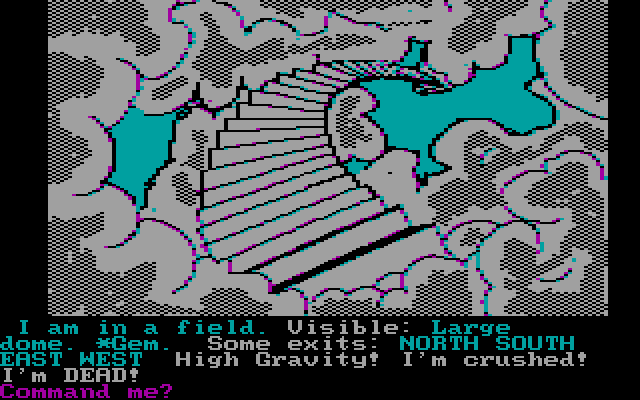 I am in a field. Visible: Large
dome. *Gem. Some exits: NORTH SOUTH
EAST WEST High Gravity! I'm crushed!
I'm DEAD!
Command me?